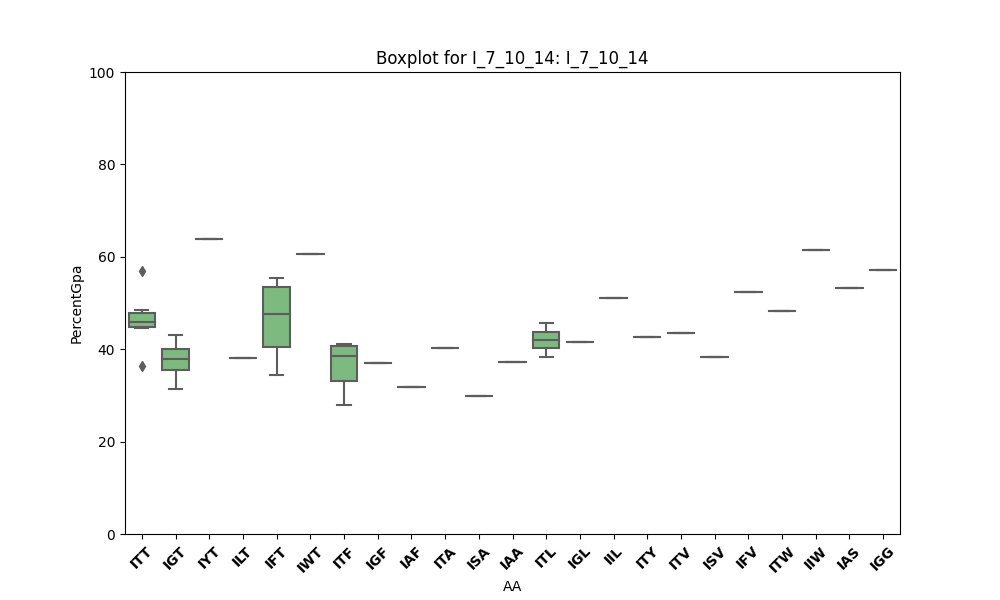 Boxplot for I_7_10_14: I_7_10_14
100
80
60
40
20
0
PercentGpa
ITT IGT IYT ILT IFT IWT ITF IGF IAF ITA ISA IAA ITL IGL IIL ITY ITV ISV IFV ITW IIW IAS IGG
AA